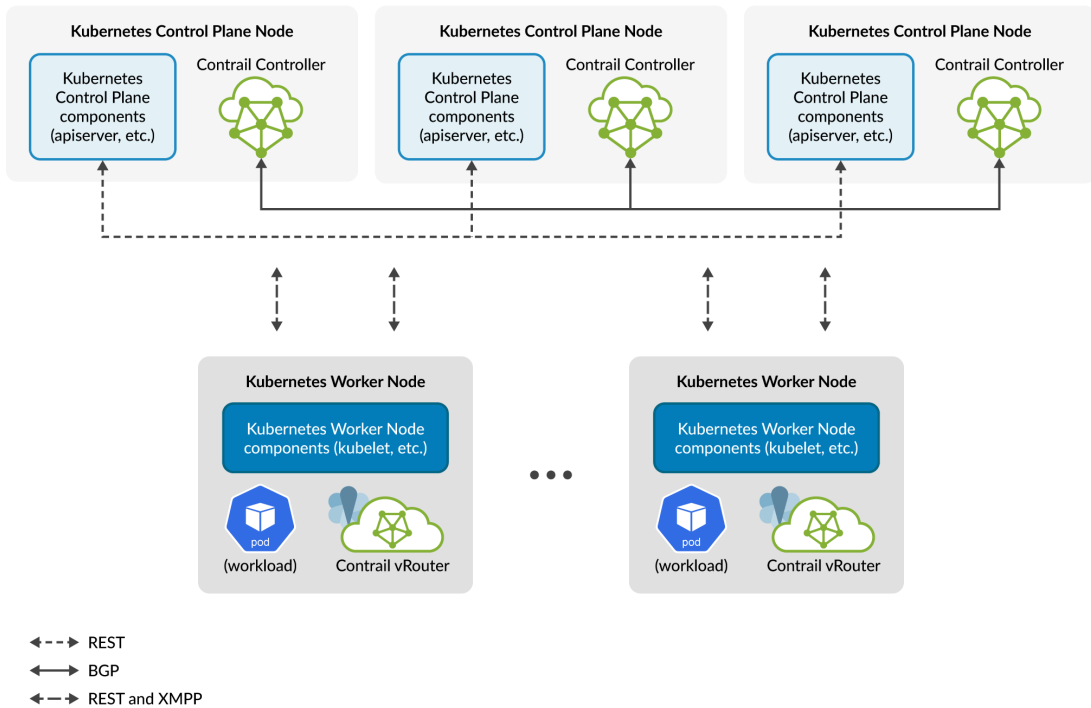 Kubernetes Control Plane Node
Kubernetes
Control Plane
components
(apiserver, etc.)
Contrail Controller
Kubernetes Control Plane Node
Kubernetes
Control Plane
components
(apiserver, etc.)
Contrail Controller
Kubernetes Control Plane Node
Kubernetes
Control Plane
components
(apiserver, etc.)
Contrail Controller
Kubernetes Worker Node
Kubernetes Worker Node
components (kubelet, etc.)
pod
(workload)
Contrail vRouter
Kubernetes Worker Node
Kubernetes Worker Node
components (kubelet, etc.)
pod
(workload)
Contrail vRouter
REST
BGP
REST and XMPP